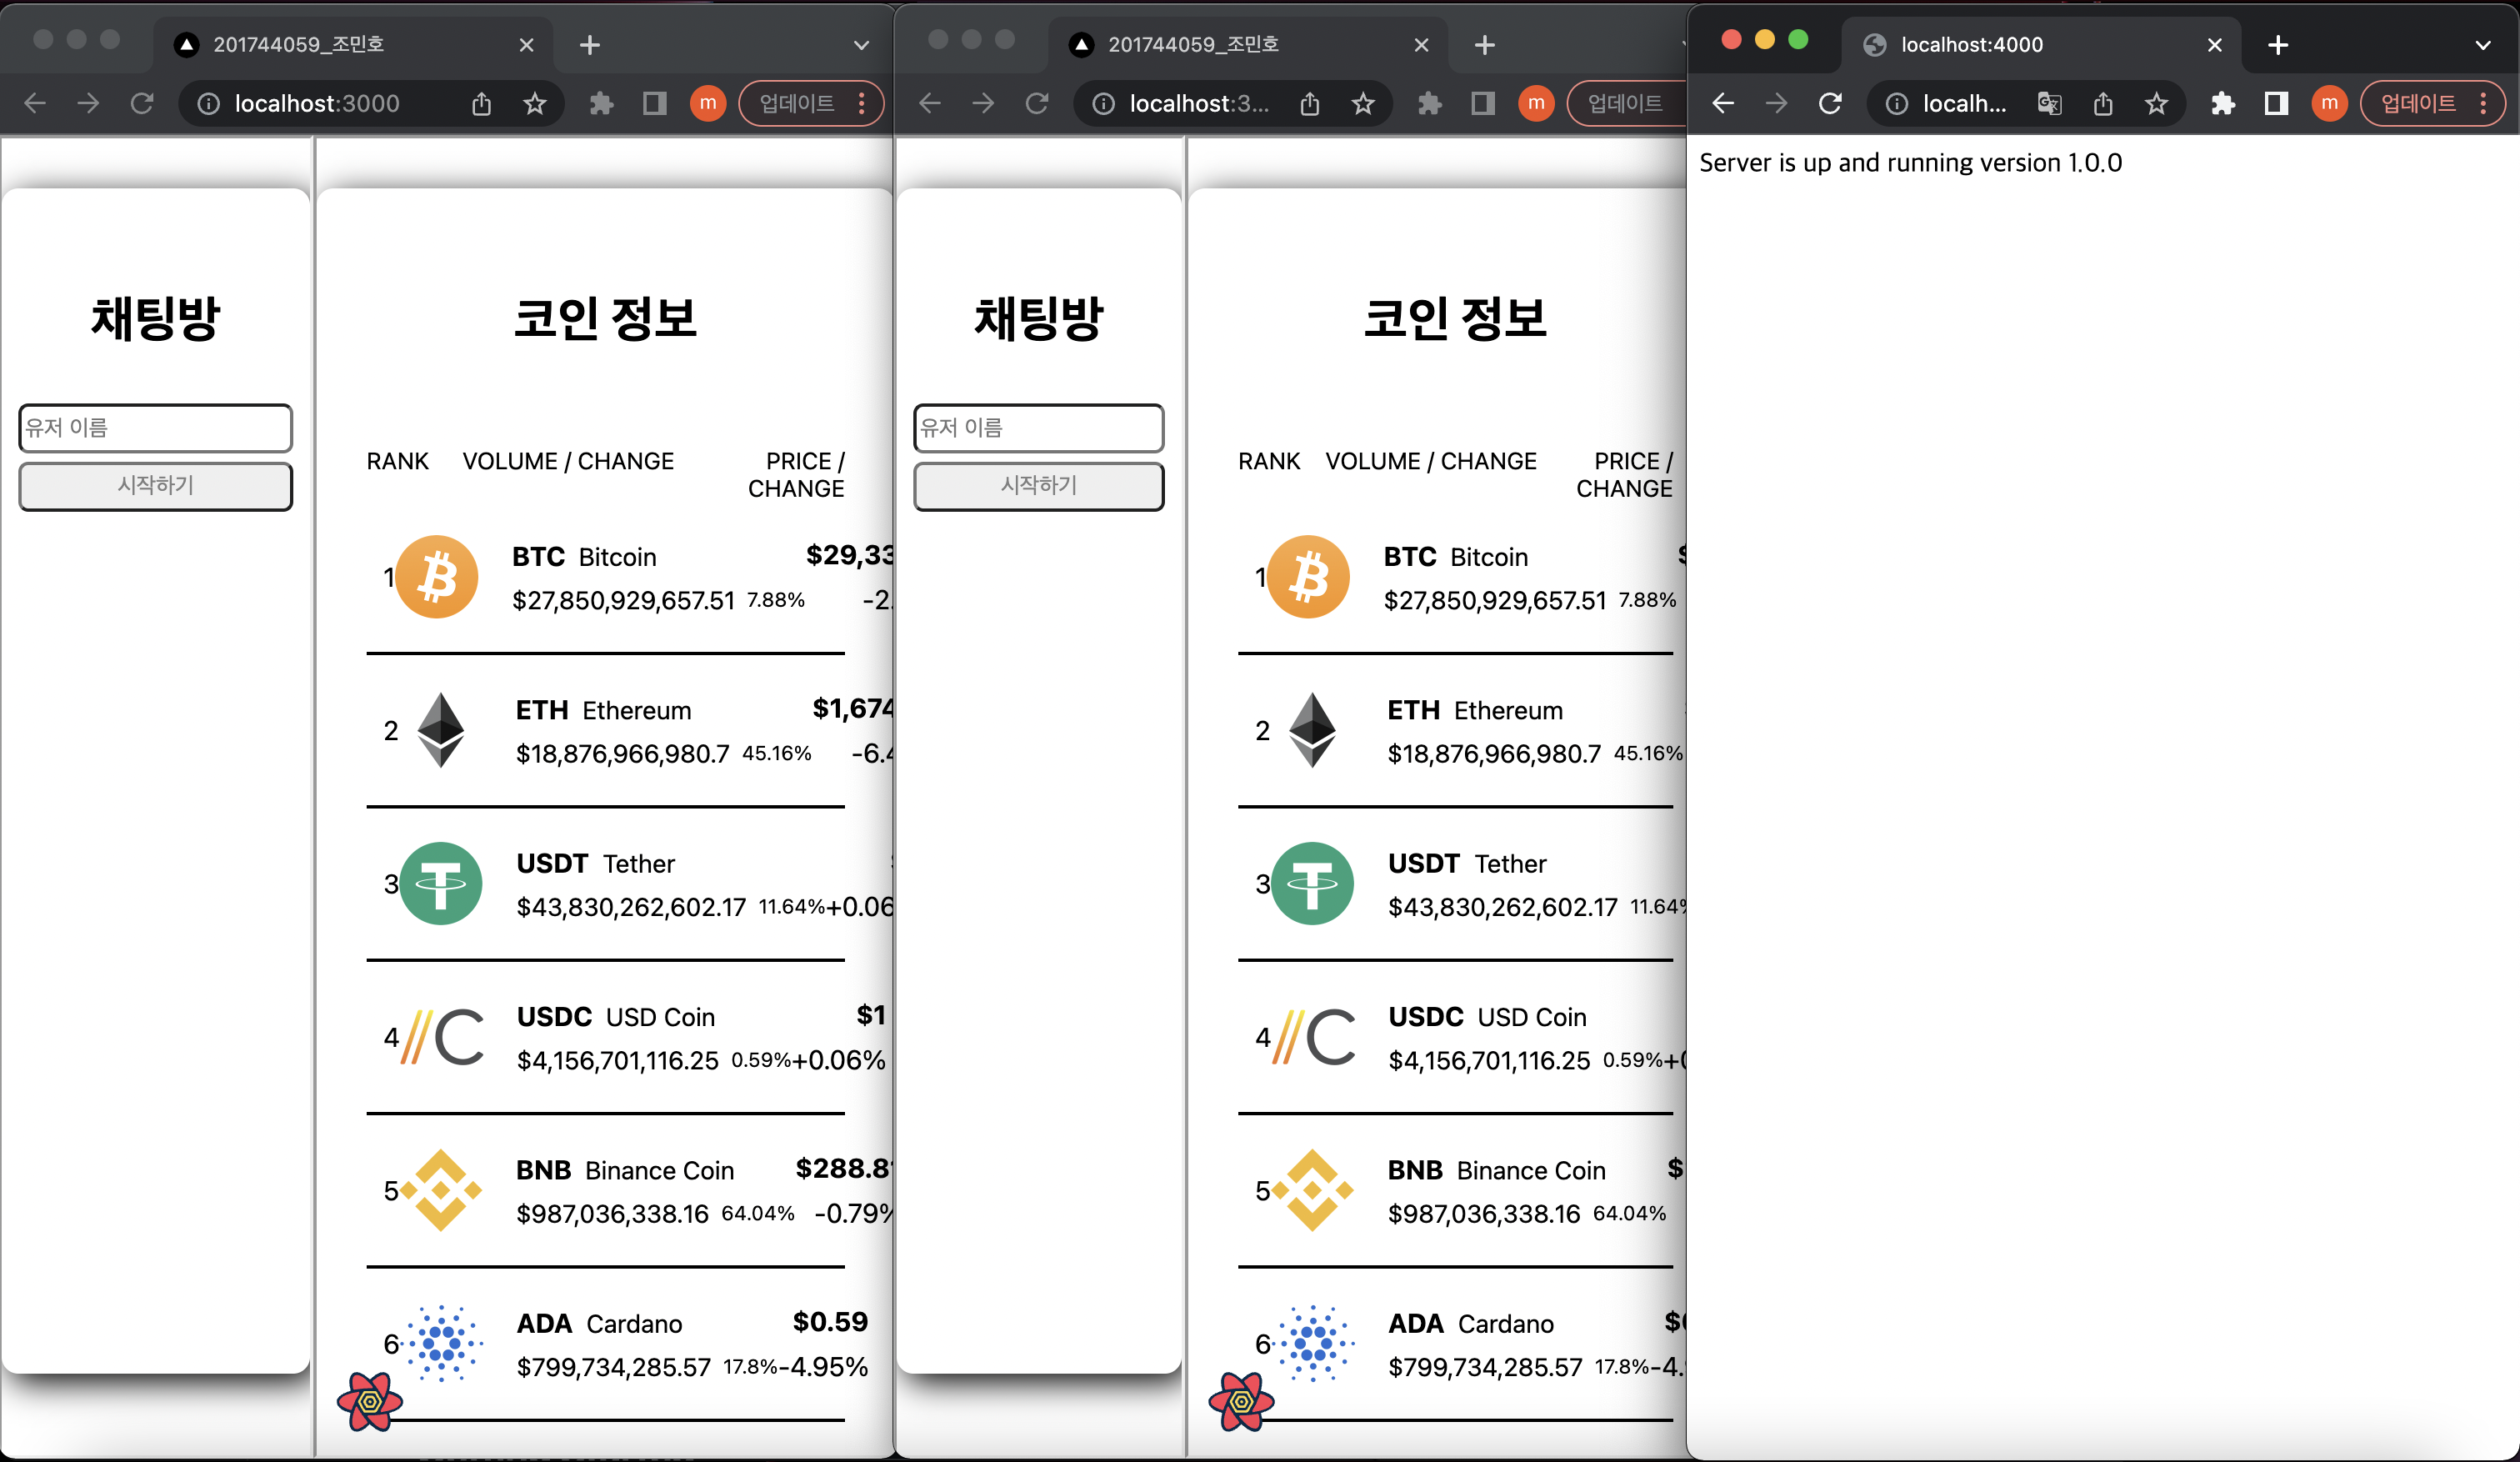 201744059_조민호
localhost:3000
m
업데이트
채팅방
유저 이름
시작하기
코인 정보
RANK VOLUME / CHANGE PRICE /
CHANGE
1 BTC Bitcoin $29,33
$27,850,929,657.51 7.88% -2.
2 ETH Ethereum $1,674
$18,876,966,980.7 45.16% -6.4
3 USDT Tether
$43,830,262,602.17 11.64% +0.06
4 USDC USD Coin $1
$4,156,701,116.25 0.59% +0.06%
5 BNB Binance Coin $288.8
$987,036,338.16 64.04% -0.79%
6 ADA Cardano $0.59
$799,734,285.57 17.8% -4.95%
201744059_조민호
localhost:3...
m
업데이트
채팅방
유저 이름
시작하기
코인 정보
RANK VOLUME / CHANGE PRICE /
CHANGE
1 BTC Bitcoin $
$27,850,929,657.51 7.88%
2 ETH Ethereum
$18,876,966,980.7 45.16%
3 USDT Tether
$43,830,262,602.17 11.64%
4 USDC USD Coin
$4,156,701,116.25 0.59% +0
5 BNB Binance Coin $
$987,036,338.16 64.04%
6 ADA Cardano $0
$799,734,285.57 17.8% -4.9
localhost:4000
localh...
m
업데이트
Server is up and running version 1.0.0